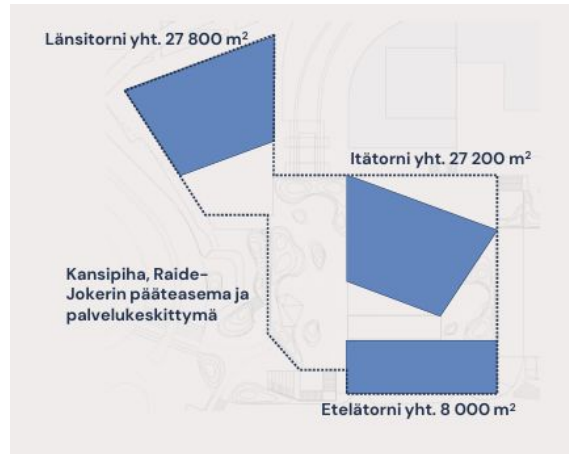 Länsitorni yht. 27 800 m²
Itätorni yht. 27 200 m²
Kansipiha, Raide-
Jokerin pääteasema ja
palvelukeskittymä
Etelätorni yht. 8 000 m²